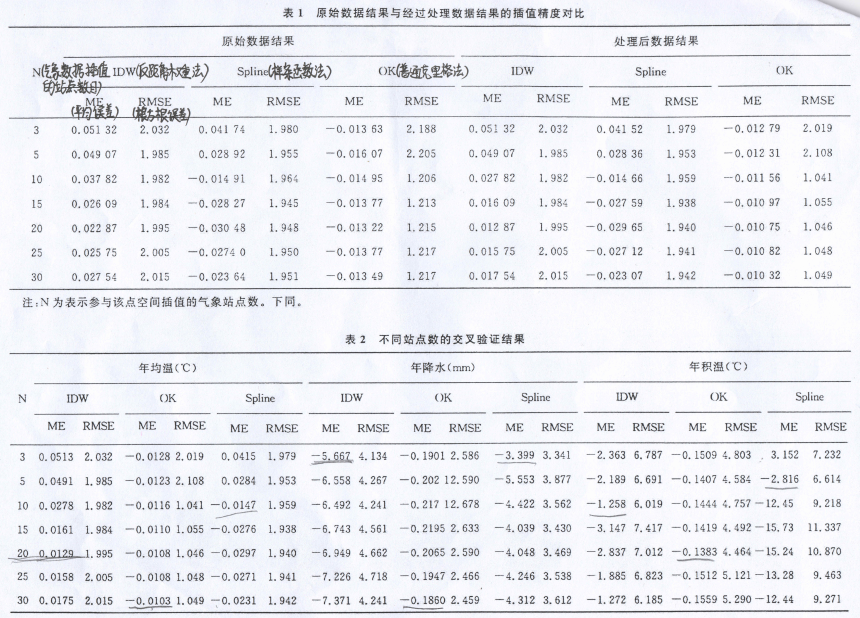 表 1 原始数据结果与经过处理数据结果的插值精度对比
原始数据结果 处理后数据结果
N(气象数据插值的站点数目) IDW(反距离权重法) Spline(样条函数法) OK(普通克里格法) IDW Spline OK
ME(平均误差) RMSE(根方根误差) ME RMSE ME RMSE ME RMSE ME RMSE ME RMSE
3 0.051 32 2.032 0.041 74 1.980 −0.013 63 2.188 0.051 32 2.032 0.041 52 1.979 −0.012 79 2.019
5 0.049 07 1.985 0.028 92 1.955 −0.016 07 2.205 0.049 07 1.985 0.028 36 1.953 −0.012 31 2.108
10 0.037 82 1.982 −0.014 91 1.964 −0.014 95 1.206 0.027 82 1.982 −0.014 66 1.959 −0.011 56 1.041
15 0.026 09 1.984 −0.028 27 1.945 −0.013 77 1.213 0.016 09 1.984 −0.027 59 1.938 −0.010 97 1.055
20 0.022 87 1.995 −0.030 48 1.948 −0.013 22 1.215 0.012 87 1.995 −0.029 65 1.940 −0.010 75 1.046
25 0.025 75 2.005 −0.0274 0 1.950 −0.013 77 1.217 0.015 75 2.005 −0.027 12 1.941 −0.010 82 1.048
30 0.027 54 2.015 −0.023 64 1.951 −0.013 49 1.217 0.017 54 2.015 −0.023 07 1.942 −0.010 32 1.049
注:N 为表示参与该点空间插值的气象站点数。下同。
表 2 不同站点数的交叉验证结果
年均温(℃) 年降水(mm) 年积温(℃)
N IDW OK Spline IDW OK Spline IDW OK Spline
ME RMSE ME RMSE ME RMSE ME RMSE ME RMSE ME RMSE ME RMSE ME RMSE ME RMSE
3 0.0513 2.032 −0.0128 2.019 0.0415 1.979 −5.667 4.134 −0.1901 2.586 −3.399 3.341 −2.363 6.787 −0.1509 4.803 3.152 7.232
5 0.0491 1.985 −0.0123 2.108 0.0284 1.953 −6.558 4.267 −0.202 12.590 −5.553 3.877 −2.189 6.691 −0.1407 4.584 −2.816 6.614
10 0.0278 1.982 −0.0116 1.041 −0.0147 1.959 −6.492 4.241 −0.217 12.678 −4.422 3.562 −1.258 6.019 −0.1444 4.757 −12.45 9.218
15 0.0161 1.984 −0.0110 1.055 −0.0276 1.938 −6.743 4.561 −0.2195 2.633 −4.039 3.430 −3.147 7.417 −0.1419 4.492 −15.73 11.337
20 0.0129 1.995 −0.0108 1.046 −0.0297 1.940 −6.949 4.662 −0.2065 2.590 −4.048 3.469 −2.837 7.012 −0.1383 4.464 −15.24 10.870
25 0.0158 2.005 −0.0108 1.048 −0.0271 1.941 −7.226 4.718 −0.1947 2.466 −4.246 3.538 −1.885 6.823 −0.1512 5.121 −13.28 9.463
30 0.0175 2.015 −0.0103 1.049 −0.0231 1.942 −7.371 4.241 −0.1860 2.459 −4.312 3.612 −1.272 6.185 −0.1559 5.290 −12.44 9.271